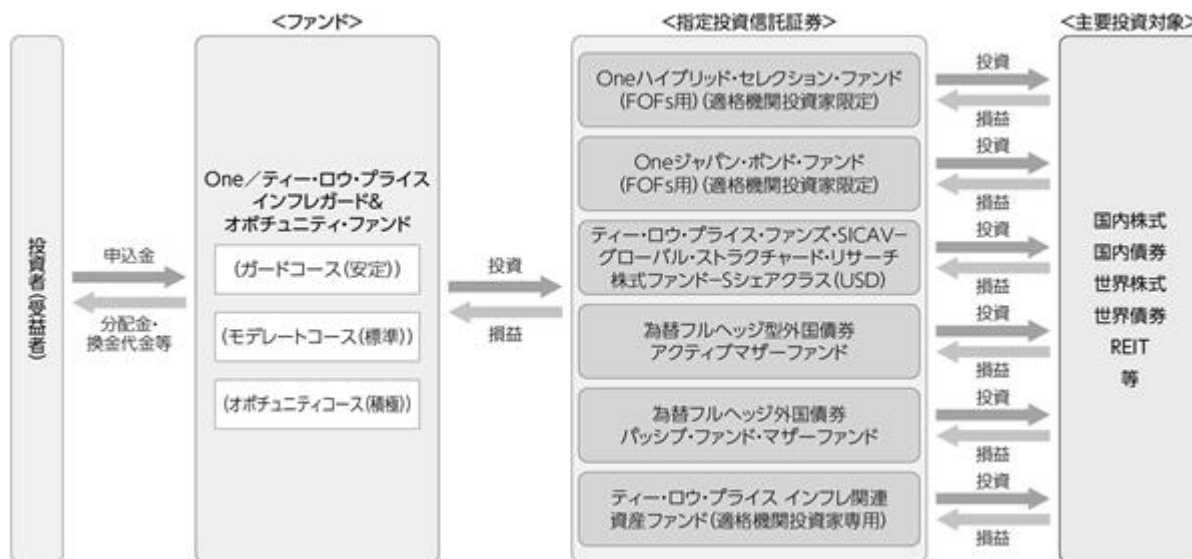 <ファンド>
<指定投資信託証券>
<主要投資対象>
投資者(受益者)
申込金
分配金・
換金代金等
One／ティー・ロウ・プライス
インフレガード&
オポチュニティ・ファンド
(ガードコース(安定))
(モデレートコース(標準))
(オポチュニティコース(積極))
投資
損益
Oneハイブリッド・セレクション・ファンド
(FOFs用)(適格機関投資家限定)
投資
損益
Oneジャパン・ボンド・ファンド
(FOFs用)(適格機関投資家限定)
投資
損益
ティー・ロウ・プライス・ファンズ・SICAV－
グローバル・ストラクチャード・リサーチ
株式ファンド－Sシェアクラス(USD)
投資
損益
為替フルヘッジ型外国債券
アクティブマザーファンド
投資
損益
為替フルヘッジ外国債券
パッシブ・ファンド・マザーファンド
投資
損益
ティー・ロウ・プライス インフレ関連
資産ファンド(適格機関投資家専用)
投資
損益
国内株式
国内債券
世界株式
世界債券
REIT
等